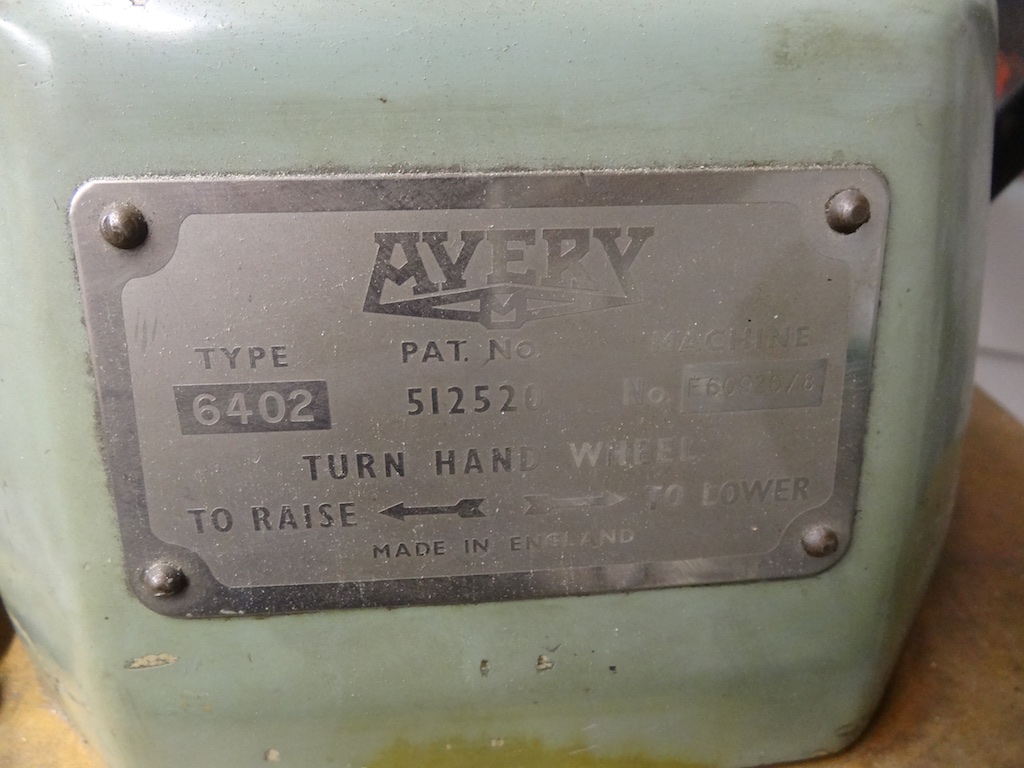 AVERY
M
TYPE PAT. No. MACHINE
6402 512520 No.
TURN HAND WHEEL
TO RAISE TO LOWER
MADE IN ENGLAND